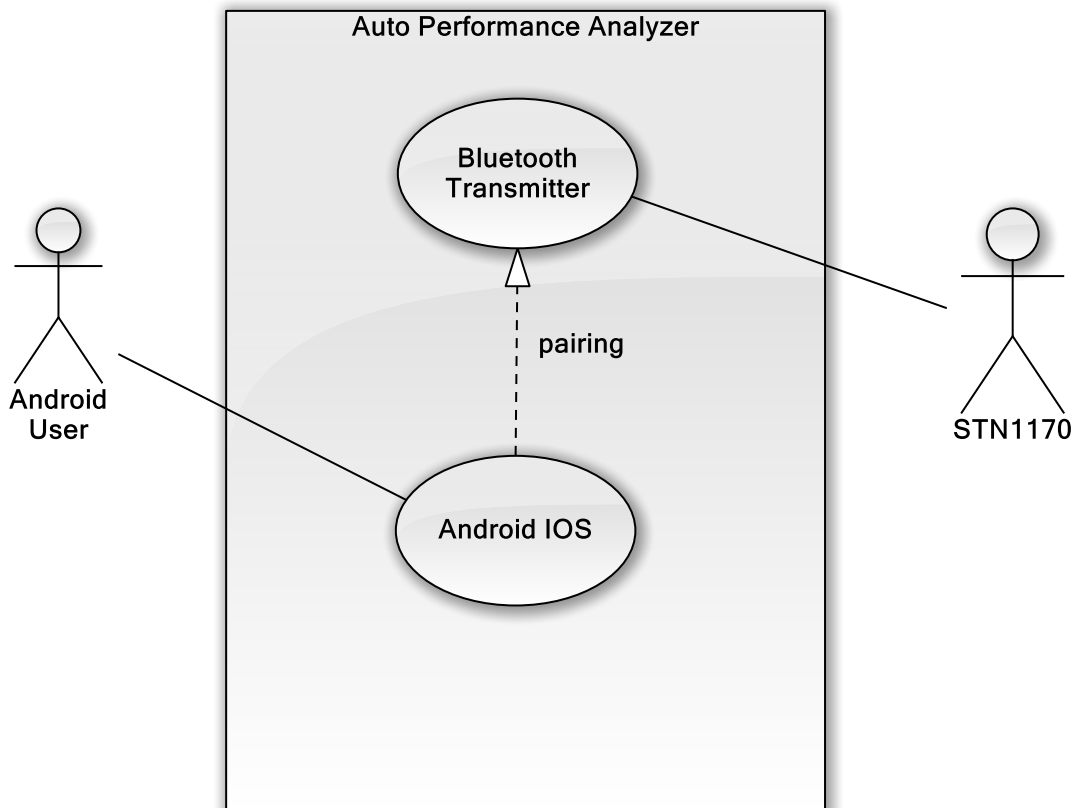 Auto Performance Analyzer
Bluetooth
Transmitter
pairing
Android
User
STN1170
Android IOS